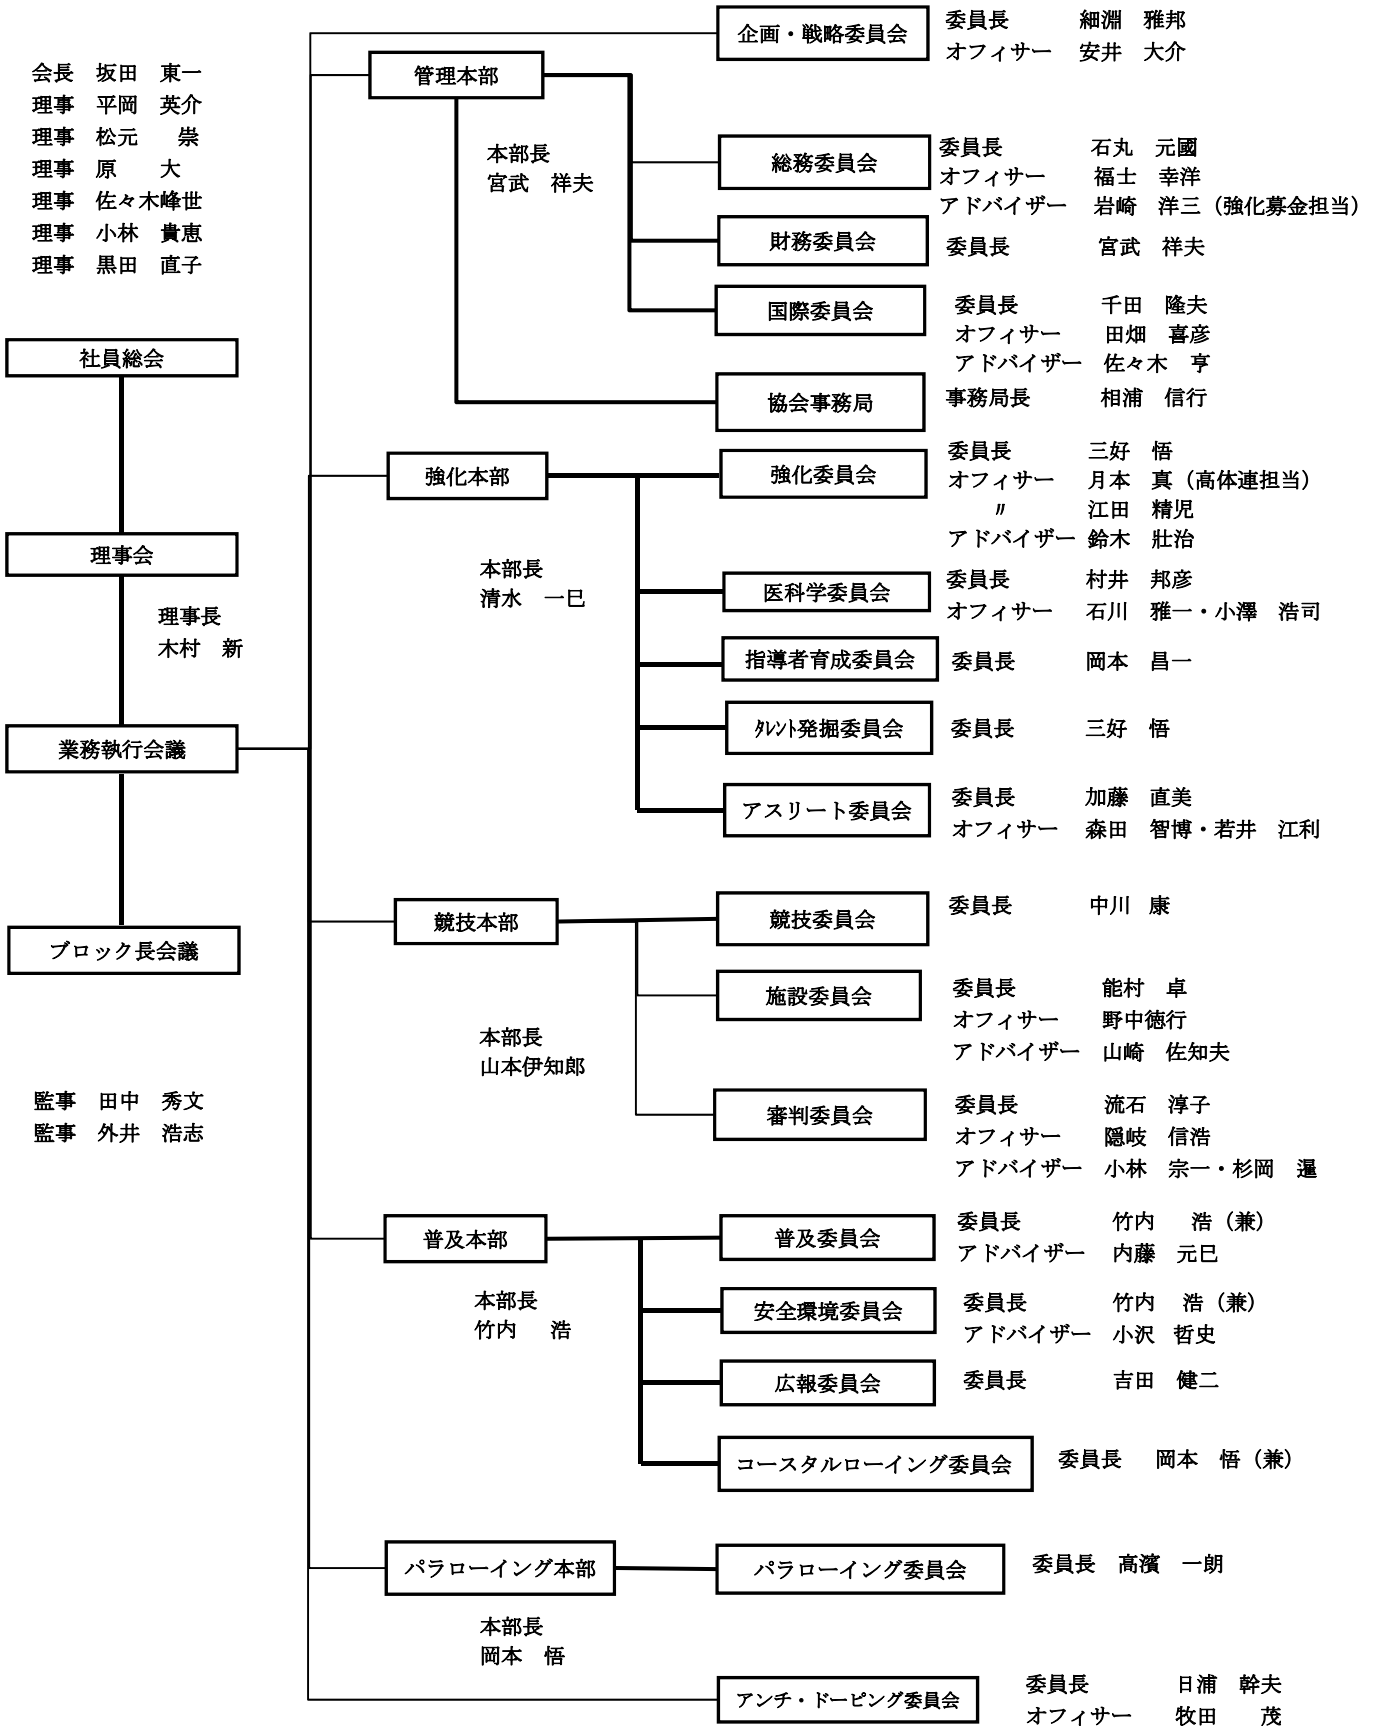 会長　坂田　東一
理事　平岡　英介
理事　松元　　崇
理事　原　　大
理事　佐々木峰世
理事　小林　貴恵
理事　黒田　直子
社員総会
理事会
理事長
木村　新
業務執行会議
ブロック長会議
監事　田中　秀文
監事　外井　浩志
企画・戦略委員会
委員長　細淵　雅邦
オフィサー　安井　大介
管理本部
本部長
宮武　祥夫
総務委員会
委員長　石丸　元國
オフィサー　福士　幸洋
アドバイザー　岩崎　洋三（強化募金担当）
財務委員会
委員長　宮武　祥夫
国際委員会
委員長　千田　隆夫
オフィサー　田畑　喜彦
アドバイザー　佐々木　亨
協会事務局
事務局長　相浦　信行
強化本部
本部長
清水　一巳
強化委員会
委員長　三好　悟
オフィサー　月本　真（高体連担当）
〃　江田　精児
アドバイザー　鈴木　壯治
医科学委員会
委員長　村井　邦彦
オフィサー　石川　雅一・小澤　浩司
指導者育成委員会
委員長　岡本　昌一
ﾀﾚﾝﾄ発掘委員会
委員長　三好　悟
アスリート委員会
委員長　加藤　直美
オフィサー　森田　智博・若井　江利
競技本部
本部長
山本伊知郎
競技委員会
委員長　中川　康
施設委員会
委員長　能村　卓
オフィサー　野中徳行
アドバイザー　山崎　佐知夫
審判委員会
委員長　流石　淳子
オフィサー　隠岐　信浩
アドバイザー　小林　宗一・杉岡　暹
普及本部
本部長
竹内　浩
普及委員会
委員長　竹内　浩（兼）
アドバイザー　内藤　元巳
安全環境委員会
委員長　竹内　浩（兼）
アドバイザー　小沢　哲史
広報委員会
委員長　吉田　健二
コースタルローイング委員会
委員長　岡本　悟（兼）
パラローイング本部
本部長
岡本　悟
パラローイング委員会
委員長　高濱　一朗
アンチ・ドーピング委員会
委員長　日浦　幹夫
オフィサー　牧田　茂